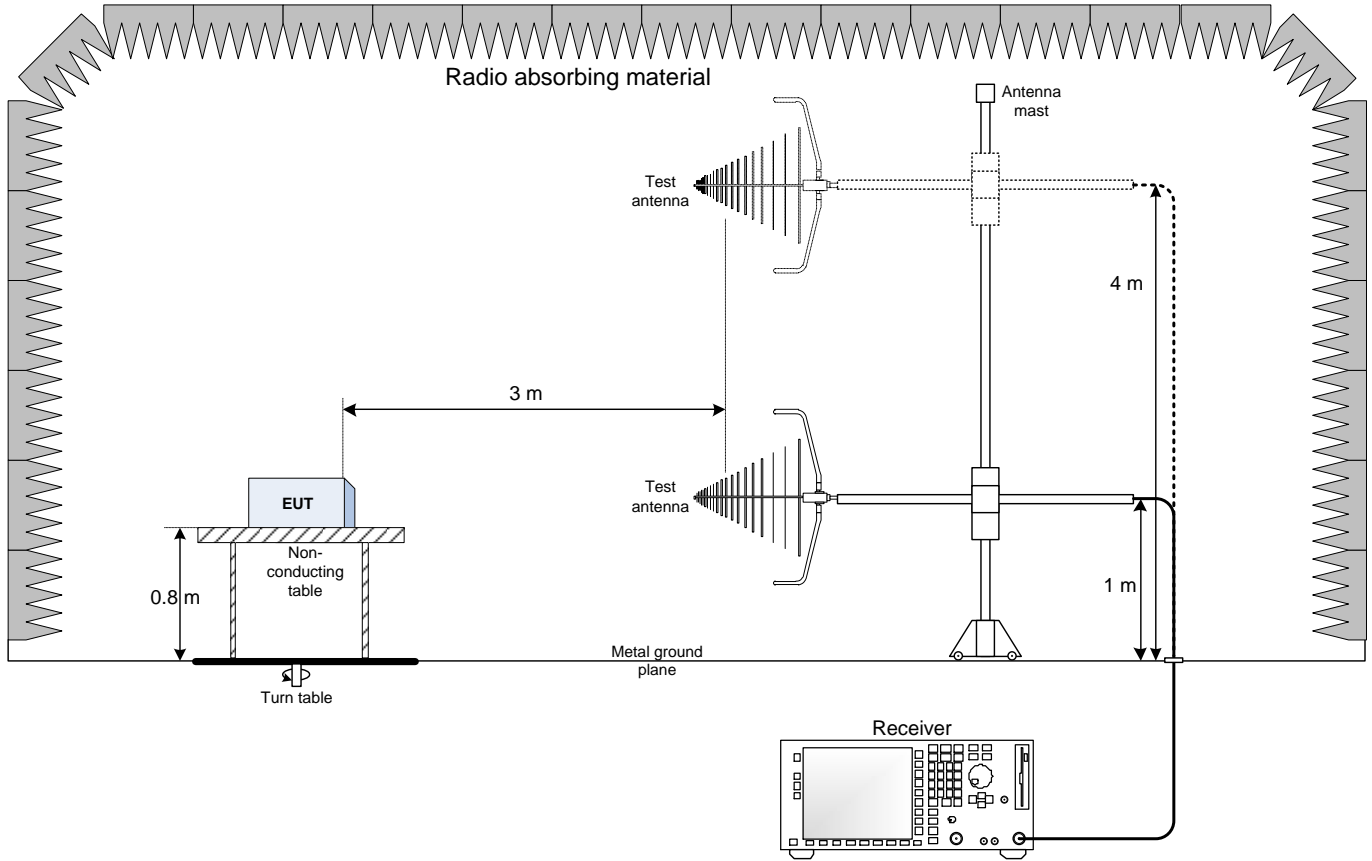 Radio absorbing material
Antenna
mast
Test
antenna
4 m
3 m
Test
antenna
EUT
Non-
conducting
table
0.8 m
1 m
Metal ground
plane
Turn table
Receiver